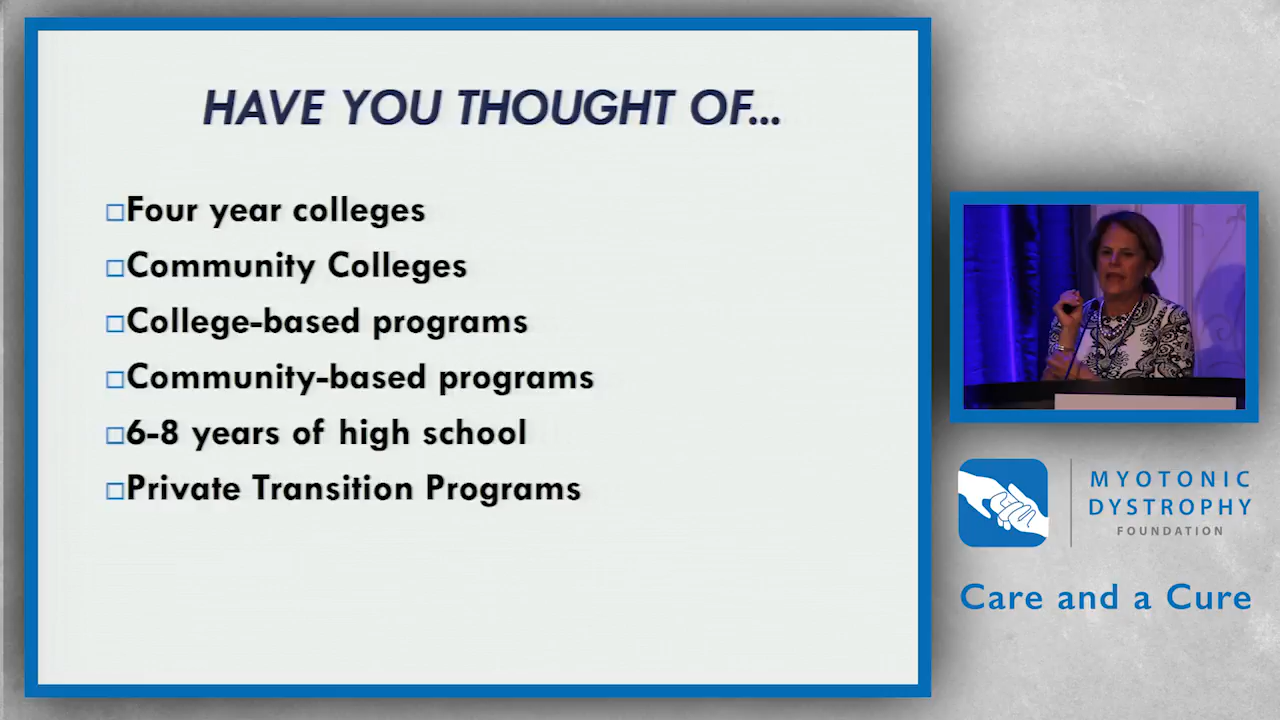 HAVE YOU THOUGHT OF...
Four year colleges
Community Colleges
College-based programs
Community-based programs
6-8 years of high school
Private Transition Programs
MYOTONIC
DYSTROPHY
FOUNDATION
Care and a Cure